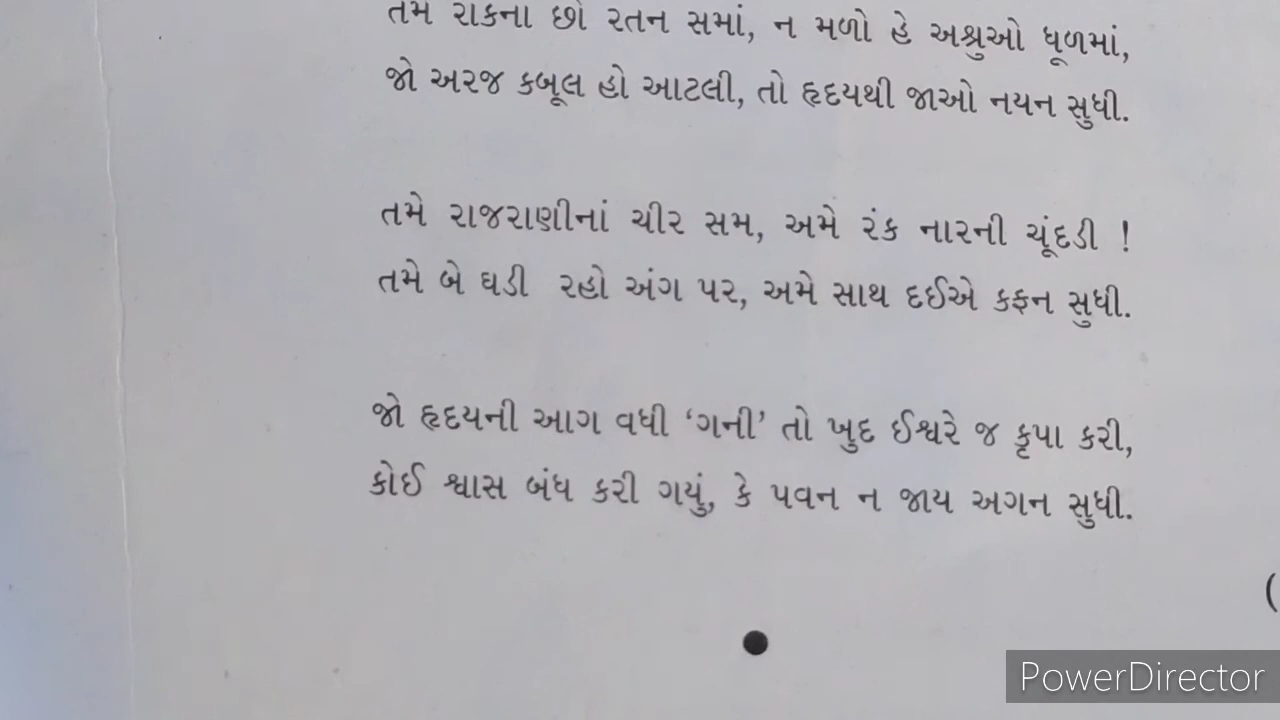 તમે રાંકના છો રતન સમાં, ન મળો હે અશ્રુઓ ધૂળમાં,
જો અરજ કબૂલ હો આટલી, તો હૃદયથી જાઓ નયન સુધી.
તમે રાજરાણીનાં ચીર સમ, અમે રંક નારની ચૂંદડી !
તમે બે ઘડી રહો અંગ પર, અમે સાથ દઈએ કફન સુધી.
જો હૃદયની આગ વધી ‘ગની’ તો ખુદ ઈશ્વરે જ કૃપા કરી,
કોઈ શ્વાસ બંધ કરી ગયું, કે પવન ન જાય અગન સુધી.
(
PowerDirector